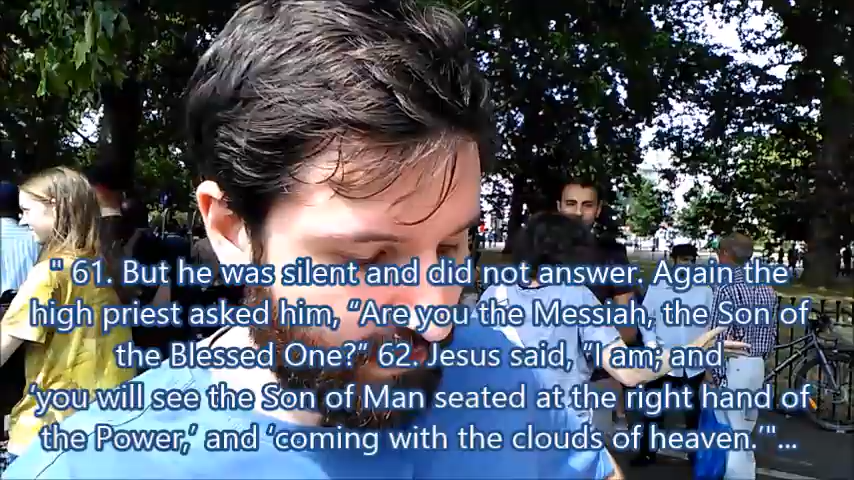 " 61. But he was silent and did not answer. Again the
high priest asked him, “Are you the Messiah, the Son of
the Blessed One?” 62. Jesus said, “I am; and
‘you will see the Son of Man seated at the right hand of
the Power,’ and ‘coming with the clouds of heaven.’"...